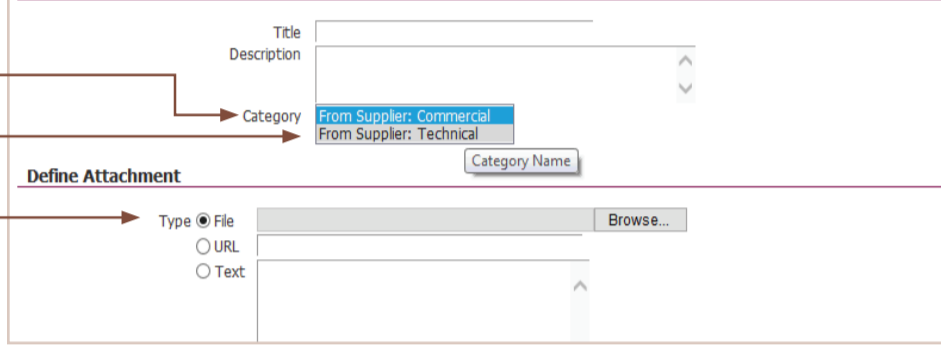 Title
Description
Category From Supplier: Commercial
From Supplier: Technical
Category Name
Define Attachment
Type File Browse...
URL
Text